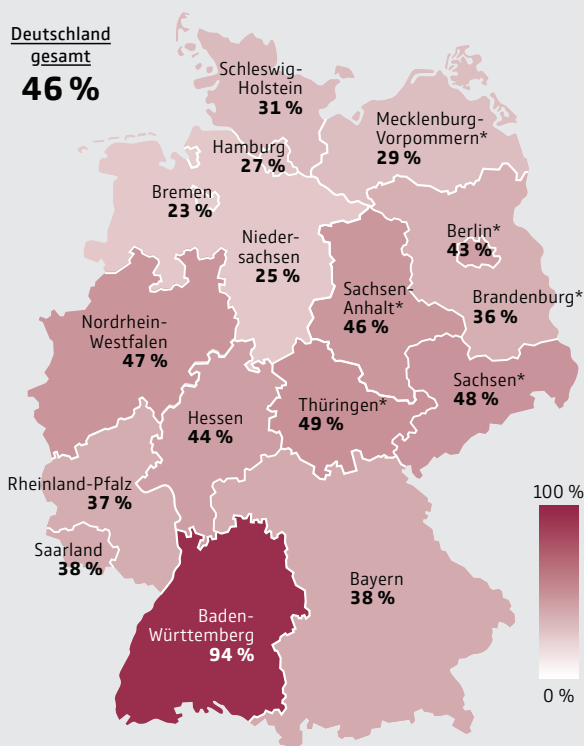 Deutschland
gesamt
46 %
Schleswig-
Holstein
31 %
Mecklenburg-
Vorpommern*
29 %
Hamburg
27 %
Bremen
23 %
Nieder-
sachsen
25 %
Berlin*
43 %
Sachsen-
Anhalt*
46 %
Brandenburg*
36 %
Nordrhein-
Westfalen
47 %
Sachsen*
48 %
Thüringen*
49 %
Hessen
44 %
Rheinland-Pfalz
37 %
Saarland
38 %
Bayern
38 %
Baden-
Württemberg
94 %
100 %
0 %